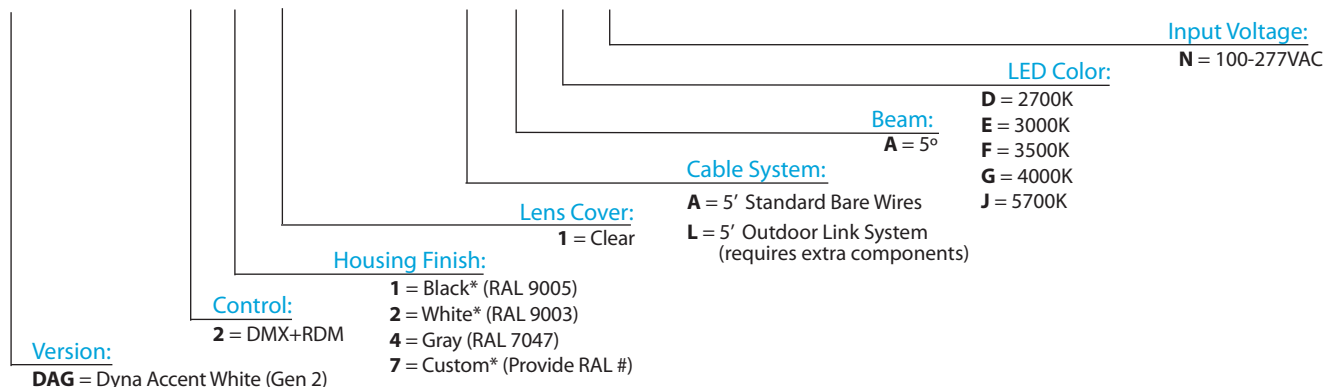 Input Voltage:
N = 100-277VAC
LED Color:
D = 2700K
E = 3000K
F = 3500K
G = 4000K
J = 5700K
Beam:
A = 5º
Cable System:
A = 5′ Standard Bare Wires
L = 5′ Outdoor Link System
(requires extra components)
Lens Cover:
1 = Clear
Housing Finish:
1 = Black* (RAL 9005)
2 = White* (RAL 9003)
4 = Gray (RAL 7047)
7 = Custom* (Provide RAL #)
Control:
2 = DMX+RDM
Version:
DAG = Dyna Accent White (Gen 2)